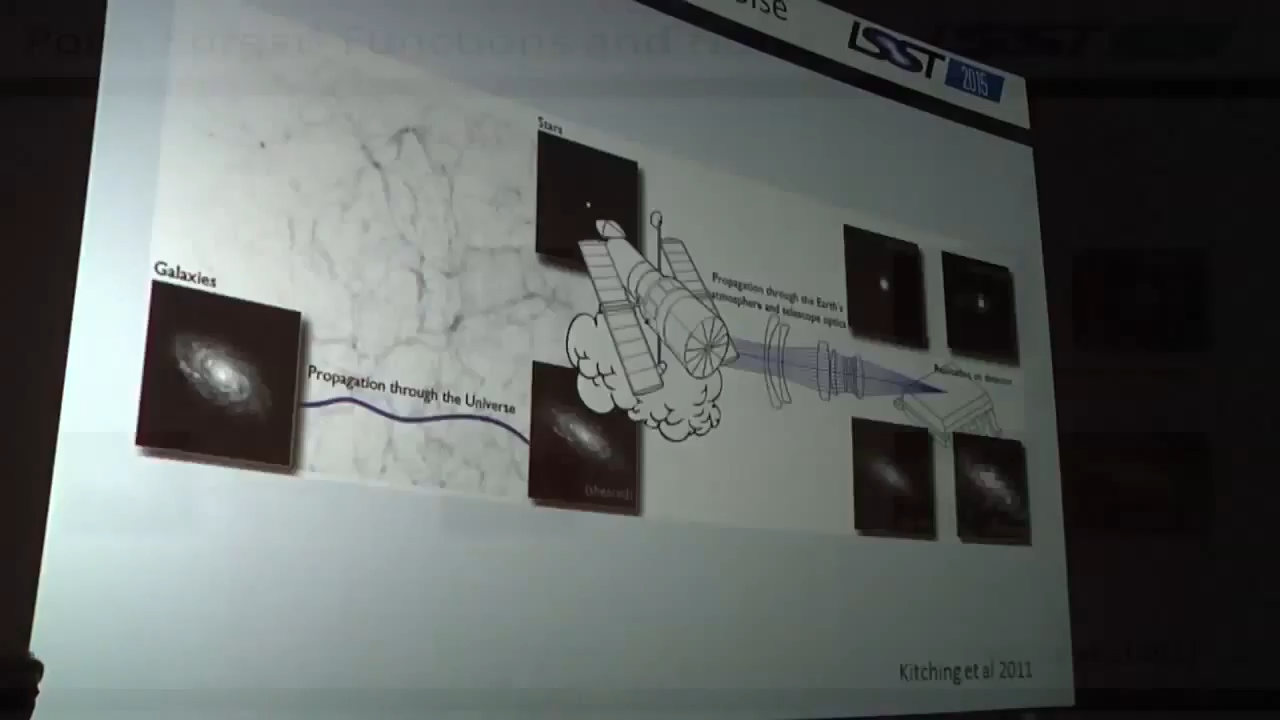 LSST
2015
Stars
Galaxies
Propagation through the Earth's
atmosphere and telescope optics
Propagation through the Universe
(sheared)
Kitching et al 2011